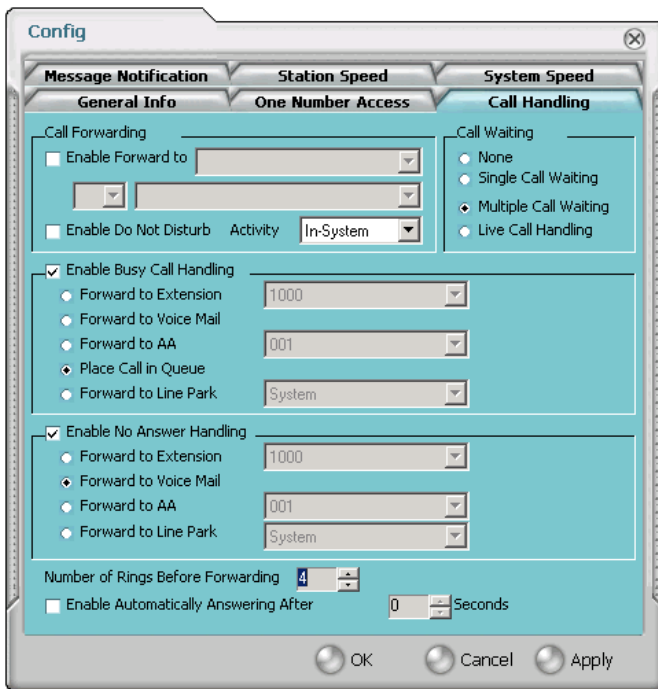 Config
Message Notification Station Speed System Speed
General Info One Number Access Call Handling
Call Forwarding
Enable Forward to
Enable Do Not Disturb Activity In-System
Call Waiting
None
Single Call Waiting
Multiple Call Waiting
Live Call Handling
Enable Busy Call Handling
Forward to Extension 1000
Forward to Voice Mail
Forward to AA 001
Place Call in Queue
Forward to Line Park System
Enable No Answer Handling
Forward to Extension 1000
Forward to Voice Mail
Forward to AA 001
Forward to Line Park System
Number of Rings Before Forwarding 4
Enable Automatically Answering After 0 Seconds
OK Cancel Apply